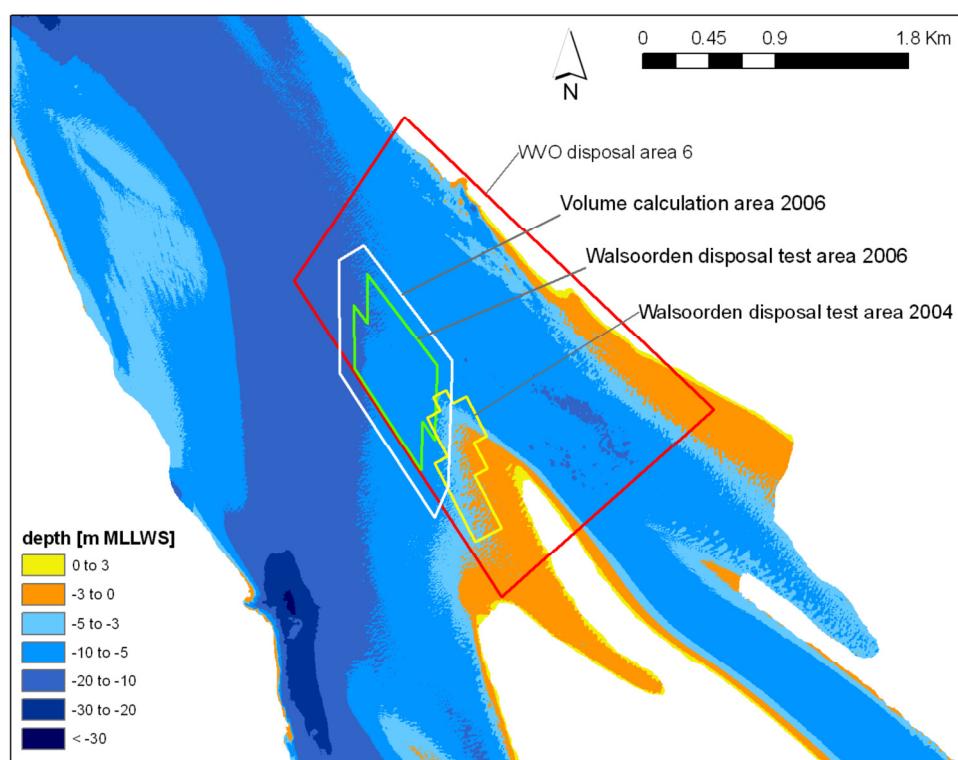 0 0.45 0.9 1.8 Km
N
WVO disposal area 6
Volume calculation area 2006
Walsoorden disposal test area 2006
Walsoorden disposal test area 2004
depth [m MLLWS]
0 to 3
-3 to 0
-5 to -3
-10 to -5
-20 to -10
-30 to -20
< -30